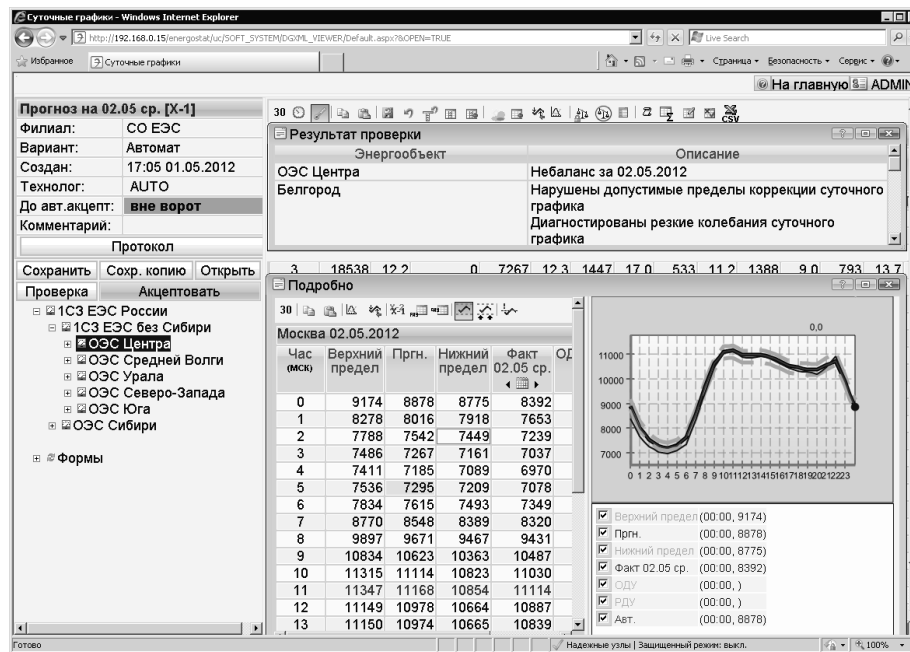 Суточные графики - Windows Internet Explorer
http://192.168.0.15/energostat/uc/SOFT_SYSTEM/DGXML_VIEWER/Default.aspx?&OPEN=TRUE
Live Search
Избранное
Суточные графики
Страница
Безопасность
Сервис
На главную
ADMIN
Прогноз на 02.05 ср. [X-1]
Филиал: СО ЕЭС
Вариант: Автомат
Создан: 17:05 01.05.2012
Технолог: AUTO
До авт.акцепт: вне ворот
Комментарий:
Протокол
Сохранить Сохр. копию Открыть
Проверка Акцептовать
1СЗ ЕЭС России
1СЗ ЕЭС без Сибири
ОЭС Центра
ОЭС Средней Волги
ОЭС Урала
ОЭС Северо-Запада
ОЭС Юга
ОЭС Сибири
Формы
30
CSV
Результат проверки
Энергообъект Описание
ОЭС Центра Небаланс за 02.05.2012
Белгород Нарушены допустимые пределы коррекции суточного
графика
Диагностированы резкие колебания суточного
графика
3 18538 12.2 0 7267 12.3 1447 17.0 533 11.2 1388 9.0 793 13.7
Подробно
30
Москва 02.05.2012
Час (МСК) Верхний предел Пргн. Нижний предел Факт 02.05 ср. ОД
0 9174 8878 8775 8392
1 8278 8016 7918 7653
2 7788 7542 7449 7239
3 7486 7267 7161 7037
4 7411 7185 7089 6970
5 7536 7295 7209 7078
6 7834 7615 7493 7349
7 8770 8548 8389 8320
8 9897 9671 9467 9431
9 10834 10623 10363 10487
10 11315 11114 10823 11030
11 11347 11168 10854 11114
12 11149 10978 10664 10887
13 11150 10974 10665 10839
0,0
11000
10000
9000
8000
7000
0 1 2 3 4 5 6 7 8 9 10 11 12 13 14 15 16 17 18 19 20 21 22 23
Верхний предел (00:00, 9174)
Пргн. (00:00, 8878)
Нижний предел (00:00, 8775)
Факт 02.05 ср. (00:00, 8392)
ОДУ (00:00, )
РДУ (00:00, )
Авт. (00:00, 8878)
Готово
Надежные узлы | Защищенный режим: выкл.
100%